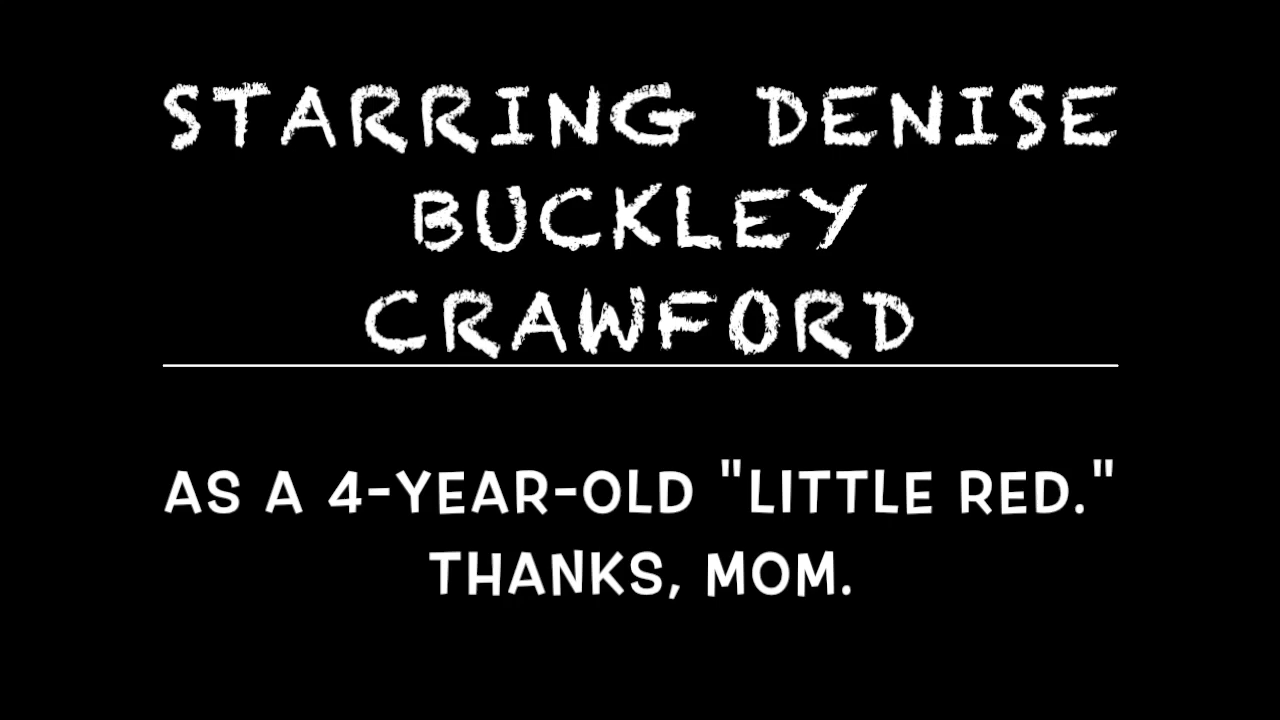 STARRING DENISE
BUCKLEY
CRAWFORD
AS A 4-YEAR-OLD "LITTLE RED."
THANKS, MOM.